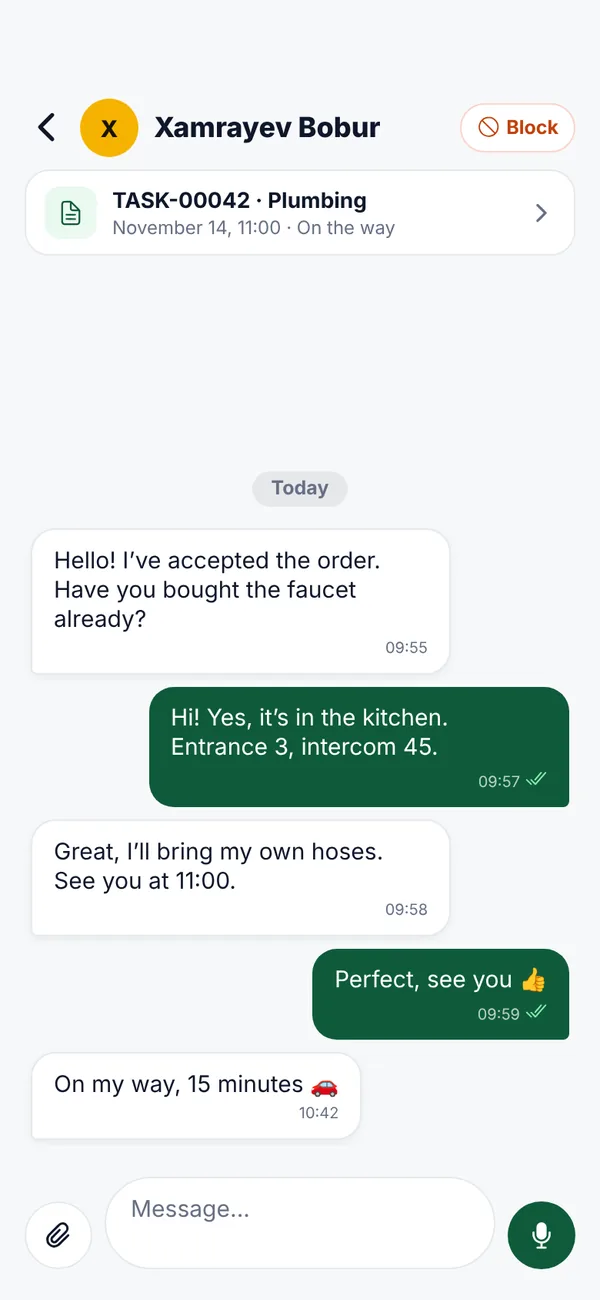 X
Xamrayev Bobur
Block
TASK-00042 · Plumbing
November 14, 11:00 · On the way
Today
Hello! I’ve accepted the order.
Have you bought the faucet
already?
09:55
Hi! Yes, it’s in the kitchen.
Entrance 3, intercom 45.
09:57
Great, I’ll bring my own hoses.
See you at 11:00.
09:58
Perfect, see you 👍
09:59
On my way, 15 minutes 🚗
10:42
Message...